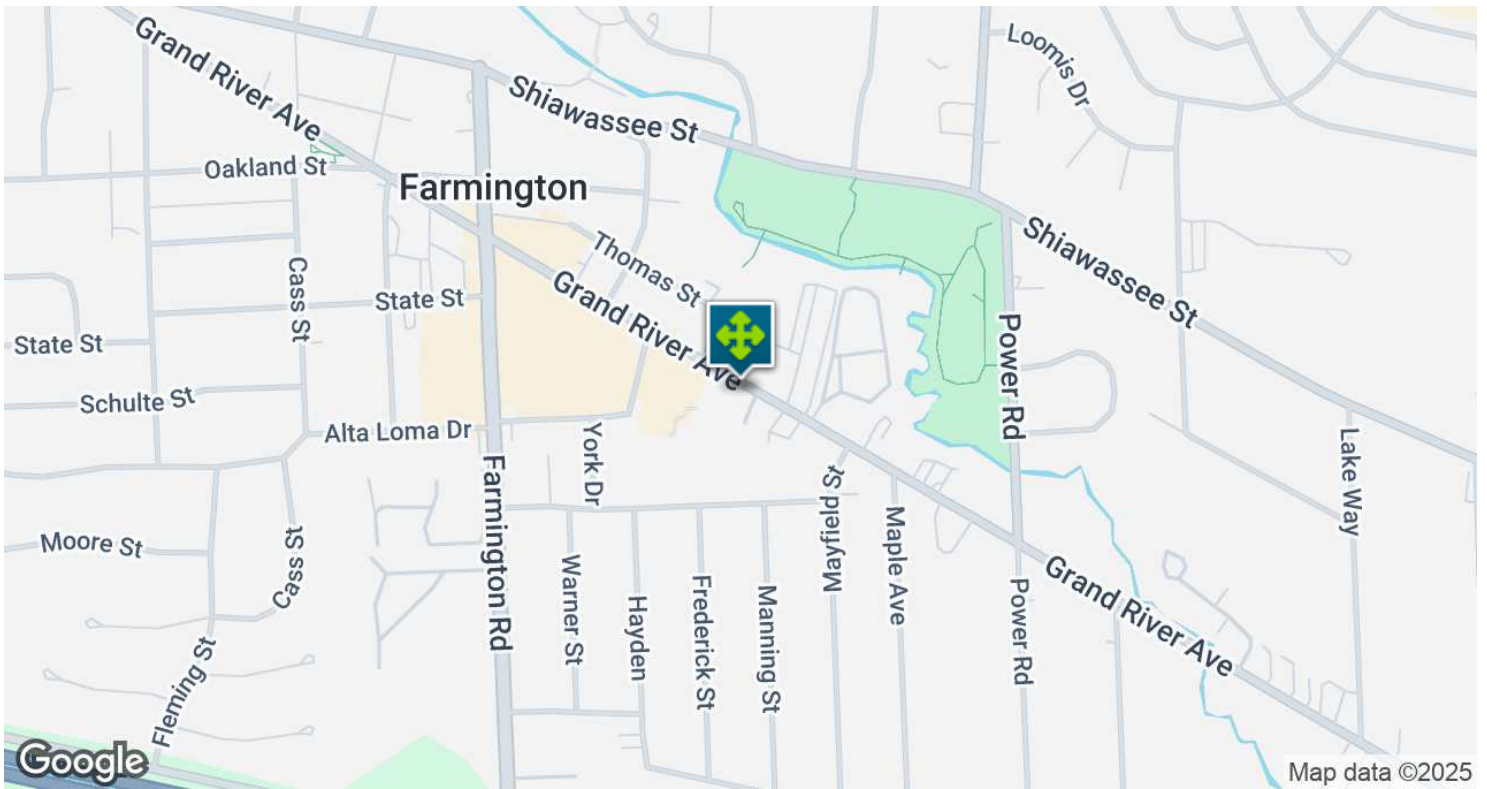 Grand River Ave
Shiawassee St
Loomis Dr
Oakland St
Farmington
Thomas St
Cass St
State St
Grand River Ave
Shiawassee St
State St
Power Rd
Schulte St
Alta Loma Dr
York Dr
Farmington Rd
Mayfield St
Lake Way
Moore St
Cass St
Warner St
Hayden
Frederick St
Manning St
Maple Ave
Power Rd
Grand River Ave
Fleming St
Google
Map data ©2025